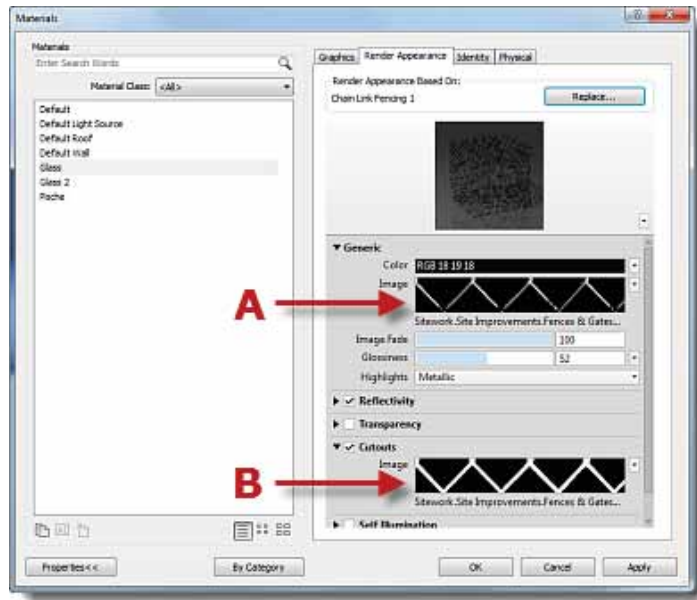 Materials
Materials
Enter Search Words
Material Class: <All>
Default
Default Light Source
Default Roof
Default Wall
Glass
Glass 2
Poche
Graphics Render Appearance Identity Physical
Render Appearance Based On:
Chain Link Fencing 1
Replace...
Generic
Color RGB 18 19 18
Image
A
Sitework.Site Improvements.Fences & Gates...
Image Fade 100
Glossiness 52
Highlights Metallic
Reflectivity
Transparency
Cutouts
Image
B
Sitework.Site Improvements.Fences & Gates...
Self Illumination
Properties<<
By Category
OK
Cancel
Apply